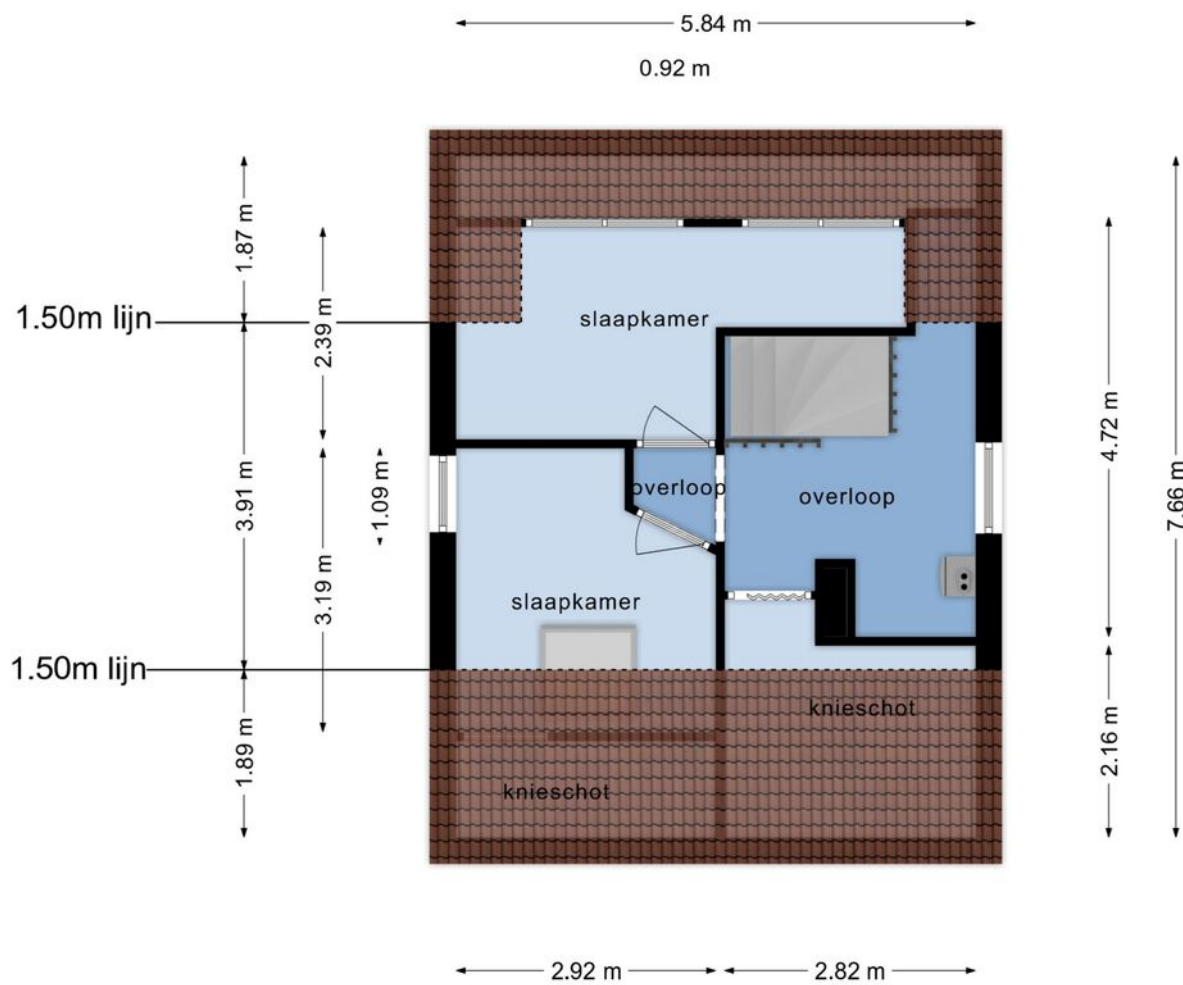 5.84 m
0.92 m
1.87 m
2.39 m
1.50m lijn
slaapkamer
4.72 m
7.66 m
3.91 m
1.09 m
overloop
overloop
3.19 m
slaapkamer
1.50m lijn
knieschot
1.89 m
2.16 m
knieschot
2.92 m
2.82 m